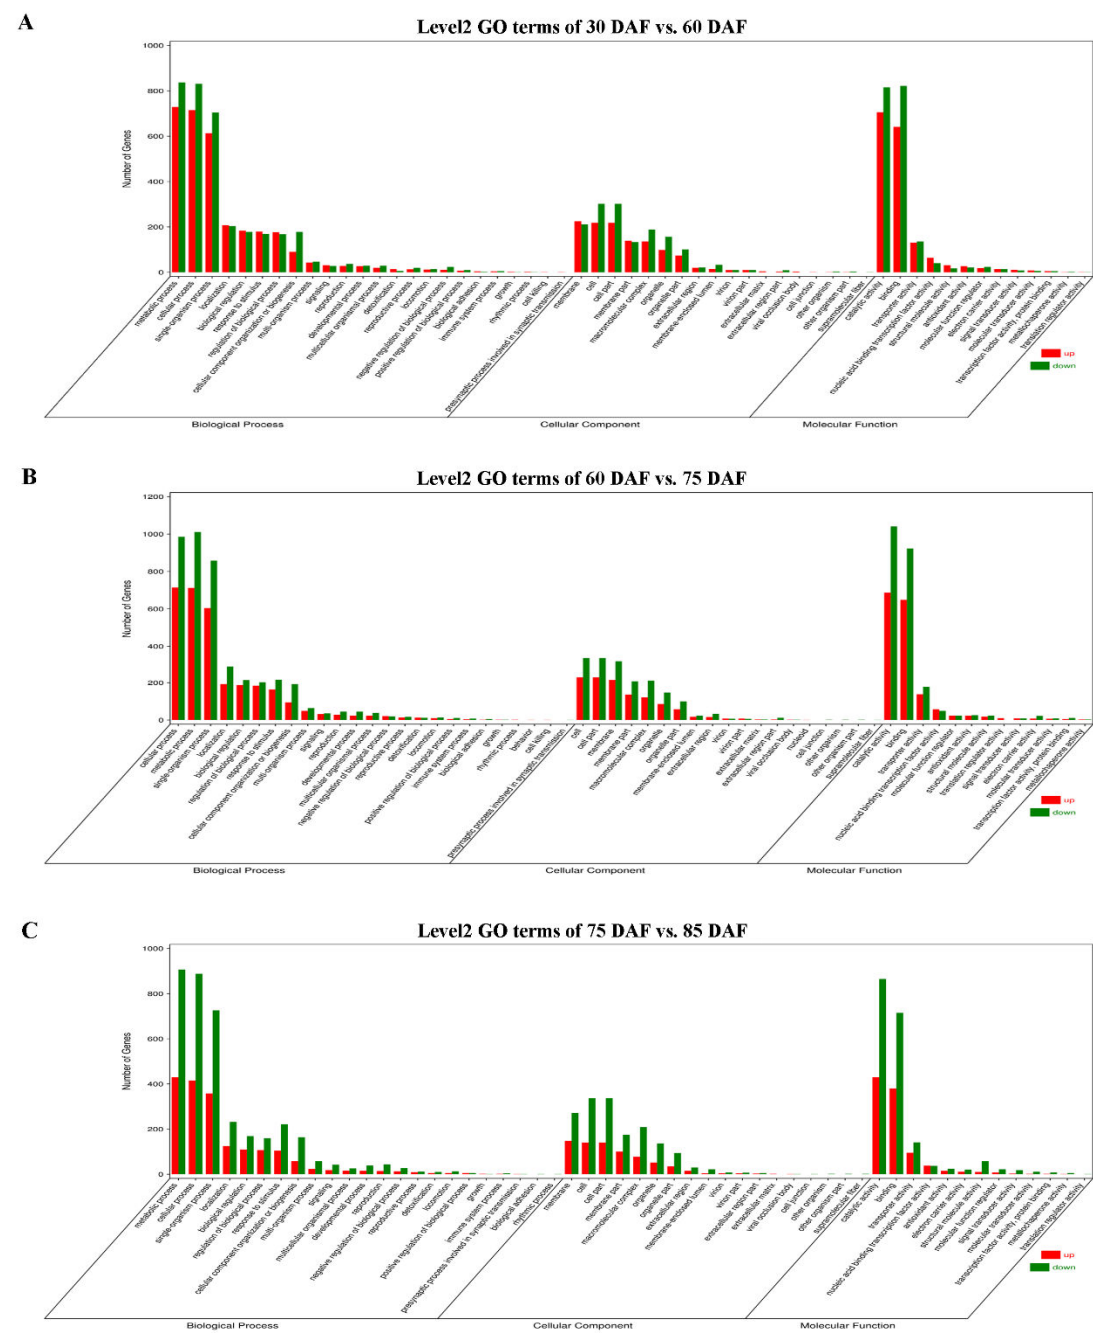 A
Level2 GO terms of 30 DAF vs. 60 DAF
1000
800
600
400
200
0
Number of Genes
metabolic process
cellular process
single-organism process
localization
biological regulation
response to stimulus
regulation of biological process
cellular component organization or biogenesis
multi-organism process
signaling
reproduction
developmental process
multicellular organismal process
detoxification
reproductive process
locomotion
negative regulation of biological process
positive regulation of biological process
biological adhesion
immune system process
growth
rhythmic process
cell killing
presynaptic process involved in synaptic transmission
membrane
cell
cell part
membrane part
macromolecular complex
organelle
organelle part
extracellular region
membrane-enclosed lumen
virion
virion part
extracellular matrix
extracellular region part
viral occlusion body
cell junction
other organism
other organism part
supramolecular fiber
catalytic activity
binding
transporter activity
nucleic acid binding transcription factor activity
structural molecule activity
antioxidant activity
molecular function regulator
electron carrier activity
signal transducer activity
molecular transducer activity
transcription factor activity, protein binding
metallochaperone activity
translation regulator activity
up
down
Biological Process
Cellular Component
Molecular Function
B
Level2 GO terms of 60 DAF vs. 75 DAF
1200
1000
800
600
400
200
0
Number of Genes
cellular process
metabolic process
single-organism process
localization
biological regulation
regulation of biological process
response to stimulus
cellular component organization or biogenesis
multi-organism process
signaling
reproduction
developmental process
multicellular organismal process
negative regulation of biological process
reproductive process
detoxification
locomotion
positive regulation of biological process
immune system process
biological adhesion
growth
rhythmic process
behavior
cell killing
presynaptic process involved in synaptic transmission
cell
cell part
membrane
membrane part
macromolecular complex
organelle
organelle part
membrane-enclosed lumen
extracellular region
virion
virion part
extracellular matrix
extracellular region part
viral occlusion body
nucleoid
cell junction
other organism
other organism part
supramolecular fiber
catalytic activity
binding
transporter activity
nucleic acid binding transcription factor activity
molecular function regulator
antioxidant activity
structural molecule activity
translation regulator activity
signal transducer activity
electron carrier activity
molecular transducer activity
transcription factor activity, protein binding
metallochaperone activity
up
down
Biological Process
Cellular Component
Molecular Function
C
Level2 GO terms of 75 DAF vs. 85 DAF
1000
800
600
400
200
0
Number of Genes
metabolic process
cellular process
single-organism process
localization
biological regulation
regulation of biological process
response to stimulus
cellular component organization or biogenesis
multi-organism process
signaling
multicellular organismal process
developmental process
reproduction
negative regulation of biological process
reproductive process
detoxification
locomotion
positive regulation of biological process
growth
immune system process
presynaptic process involved in synaptic transmission
biological adhesion
rhythmic process
membrane
cell
cell part
membrane part
macromolecular complex
organelle
organelle part
extracellular region
membrane-enclosed lumen
virion
virion part
extracellular region part
extracellular matrix
viral occlusion body
cell junction
other organism
other organism part
supramolecular fiber
catalytic activity
binding
transporter activity
nucleic acid binding transcription factor activity
antioxidant activity
electron carrier activity
structural molecule activity
molecular function regulator
signal transducer activity
molecular transducer activity
transcription factor activity, protein binding
metallochaperone activity
translation regulator activity
up
down
Biological Process
Cellular Component
Molecular Function